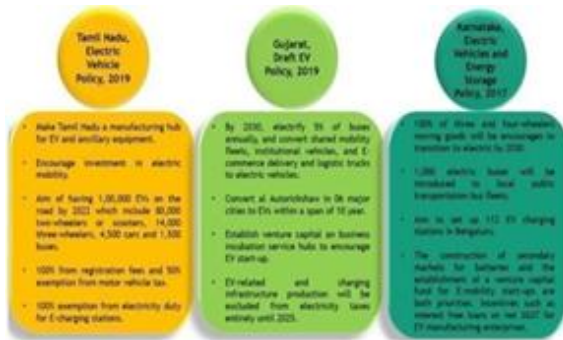 Tamil Nadu,
Electric
Vehicle
Policy, 2019
• Make Tamil Nadu a manufacturing hub
for EV and ancillary equipment.
• Encourage investment in electric
mobility.
• Aim of having 1,00,000 EVs on the
road by 2022 which include 80,000
two-wheelers or scooters, 14,000
three-wheelers, 4,500 cars and 1,500
buses.
• 100% from registration fees and 50%
exemption from motor vehicle tax.
• 100% exemption from electricity duty
for E-charging stations.
Gujarat,
Draft EV
Policy, 2019
• By 2030, electrify 5% of buses
annually, and convert shared mobility
fleets, institutional vehicles, and E-
commerce delivery and logistic trucks
to electric vehicles.
• Convert al Autorickshaw in 06 major
cities to EVs within a span of 10 year.
• Establish venture capital on business
incubation service hubs to encourage
EV start-up.
• EV-related and charging
infrastructure production will be
excluded from electricity taxes
entirely until 2025.
Karnataka,
Electric
Vehicles and
Energy
Storage
Policy, 2017
• 100% of three and four-wheelers
moving goods will be encourages to
transition to electric by 2030
• 1,000 electric buses will be
introduced to local public
transportation bus fleets.
• Aim to set up 112 EV charging
stations in Bengaluru.
• The construction of secondary
markets for batteries and the
establishment of a venture capital
fund for E-mobility start-ups are
both priorities. Incentives such as
interest free loans on net SGST for
EV manufacturing enterprises.